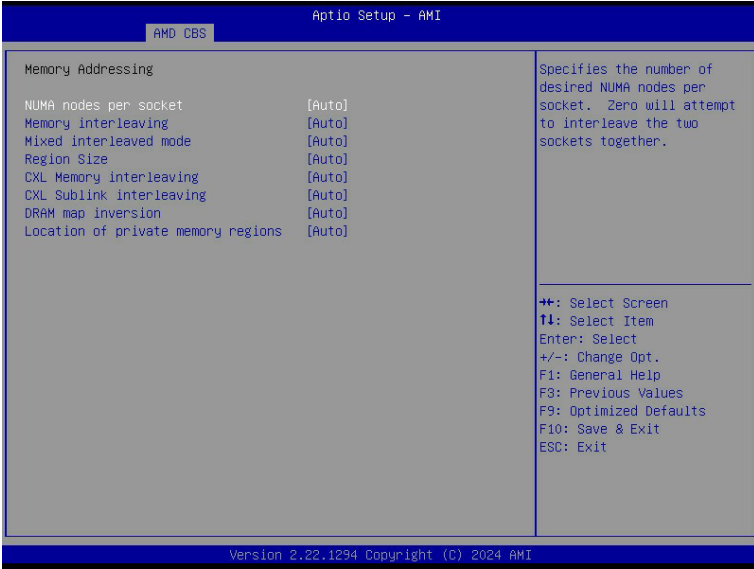 Aptio Setup – AMI
AMD CBS
Memory Addressing
NUMA nodes per socket [Auto]
Memory interleaving [Auto]
Mixed interleaved mode [Auto]
Region Size [Auto]
CXL Memory interleaving [Auto]
CXL Sublink interleaving [Auto]
DRAM map inversion [Auto]
Location of private memory regions [Auto]
Specifies the number of
desired NUMA nodes per
socket.  Zero will attempt
to interleave the two
sockets together.
→←: Select Screen
↑↓: Select Item
Enter: Select
+/-: Change Opt.
F1: General Help
F3: Previous Values
F9: Optimized Defaults
F10: Save & Exit
ESC: Exit
Version 2.22.1294 Copyright (C) 2024 AMI